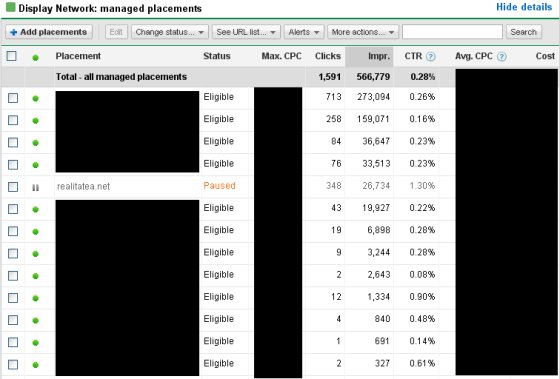 Display Network: managed placements Hide details
+ Add placements Edit Change status... See URL list... Alerts More actions... Search
Placement Status Max. CPC Clicks Impr. CTR ? Avg. CPC ? Cost
Total - all managed placements 1,591 566,779 0.28%
Eligible 713 273,094 0.26%
Eligible 258 159,071 0.16%
Eligible 84 36,647 0.23%
Eligible 76 33,513 0.23%
realitatea.net Paused 348 26,734 1.30%
Eligible 43 19,927 0.22%
Eligible 19 6,898 0.28%
Eligible 9 3,244 0.28%
Eligible 2 2,643 0.08%
Eligible 12 1,334 0.90%
Eligible 4 840 0.48%
Eligible 1 691 0.14%
Eligible 2 327 0.61%